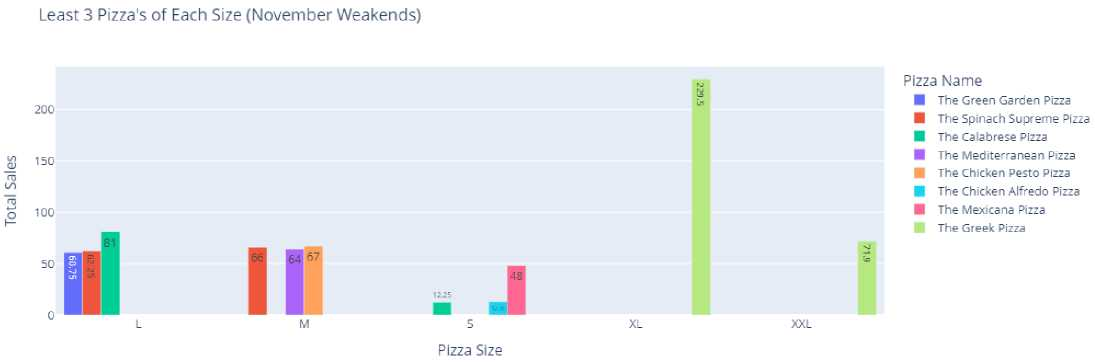 Least 3 Pizza's of Each Size (November Weakends)
Total Sales
200
150
100
50
0
60.75
62.25
81
66
64
67
12.25
48
229.5
71.9
L
M
S
XL
XXL
Pizza Size
Pizza Name
The Green Garden Pizza
The Spinach Supreme Pizza
The Calabrese Pizza
The Mediterranean Pizza
The Chicken Pesto Pizza
The Chicken Alfredo Pizza
The Mexicana Pizza
The Greek Pizza